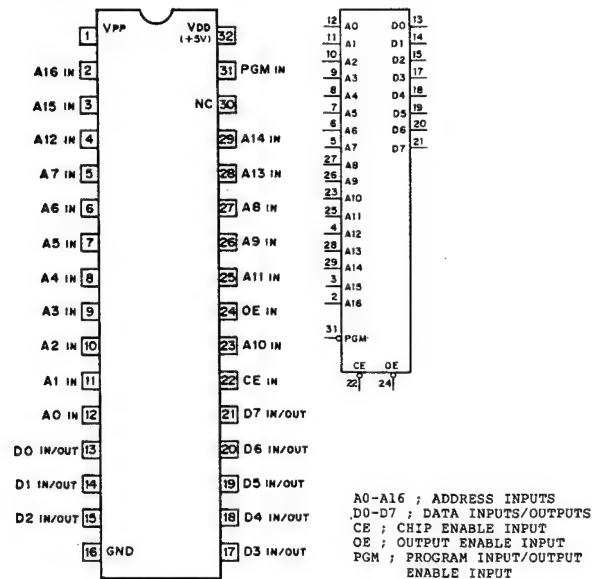 1 VPP VDD 32
(+5V)
A16 IN 2 31 PGM IN
A15 IN 3 NC 30
A12 IN 4 29 A14 IN
A7 IN 5 28 A13 IN
A6 IN 6 27 A8 IN
A5 IN 7 26 A9 IN
A4 IN 8 25 A11 IN
A3 IN 9 24 OE IN
A2 IN 10 23 A10 IN
A1 IN 11 22 CE IN
A0 IN 12 21 D7 IN/OUT
D0 IN/OUT 13 20 D6 IN/OUT
D1 IN/OUT 14 19 D5 IN/OUT
D2 IN/OUT 15 18 D4 IN/OUT
16 GND 17 D3 IN/OUT
12 A0 D0 13
11 A1 D1 14
10 A2 D2 15
9 A3 D3 17
8 A4 D4 18
7 A5 D5 19
6 A6 D6 20
5 A7 D7 21
27 A8
26 A9
23 A10
25 A11
4 A12
28 A13
29 A14
3 A15
2 A16
31 PGM
CE OE
22 24
A0-A16 ; ADDRESS INPUTS
D0-D7 ; DATA INPUTS/OUTPUTS
CE ; CHIP ENABLE INPUT
OE ; OUTPUT ENABLE INPUT
PGM ; PROGRAM INPUT/OUTPUT
ENABLE INPUT